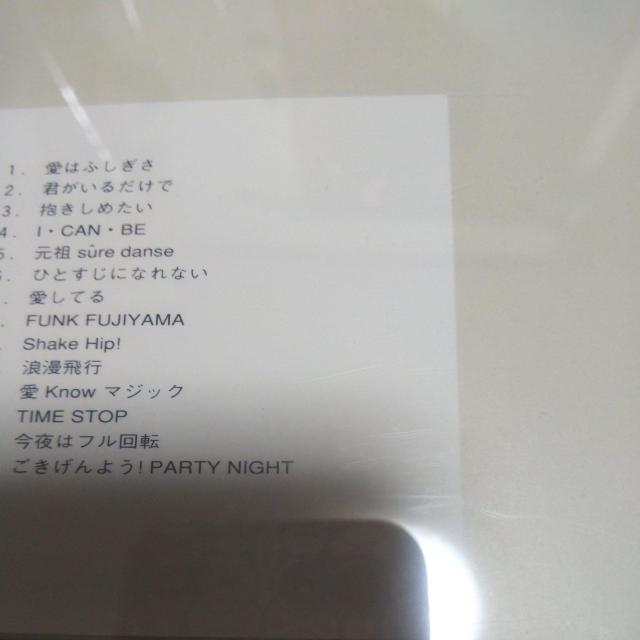 1. 愛はふしぎさ
2. 君がいるだけで
3. 抱きしめたい
4. I・CAN・BE
5. 元祖 sûre danse
. ひとすじになれない
. 愛してる
. FUNK FUJIYAMA
Shake Hip!
浪漫飛行
愛 Know マジック
TIME STOP
今夜はフル回転
ごきげんよう! PARTY NIGHT